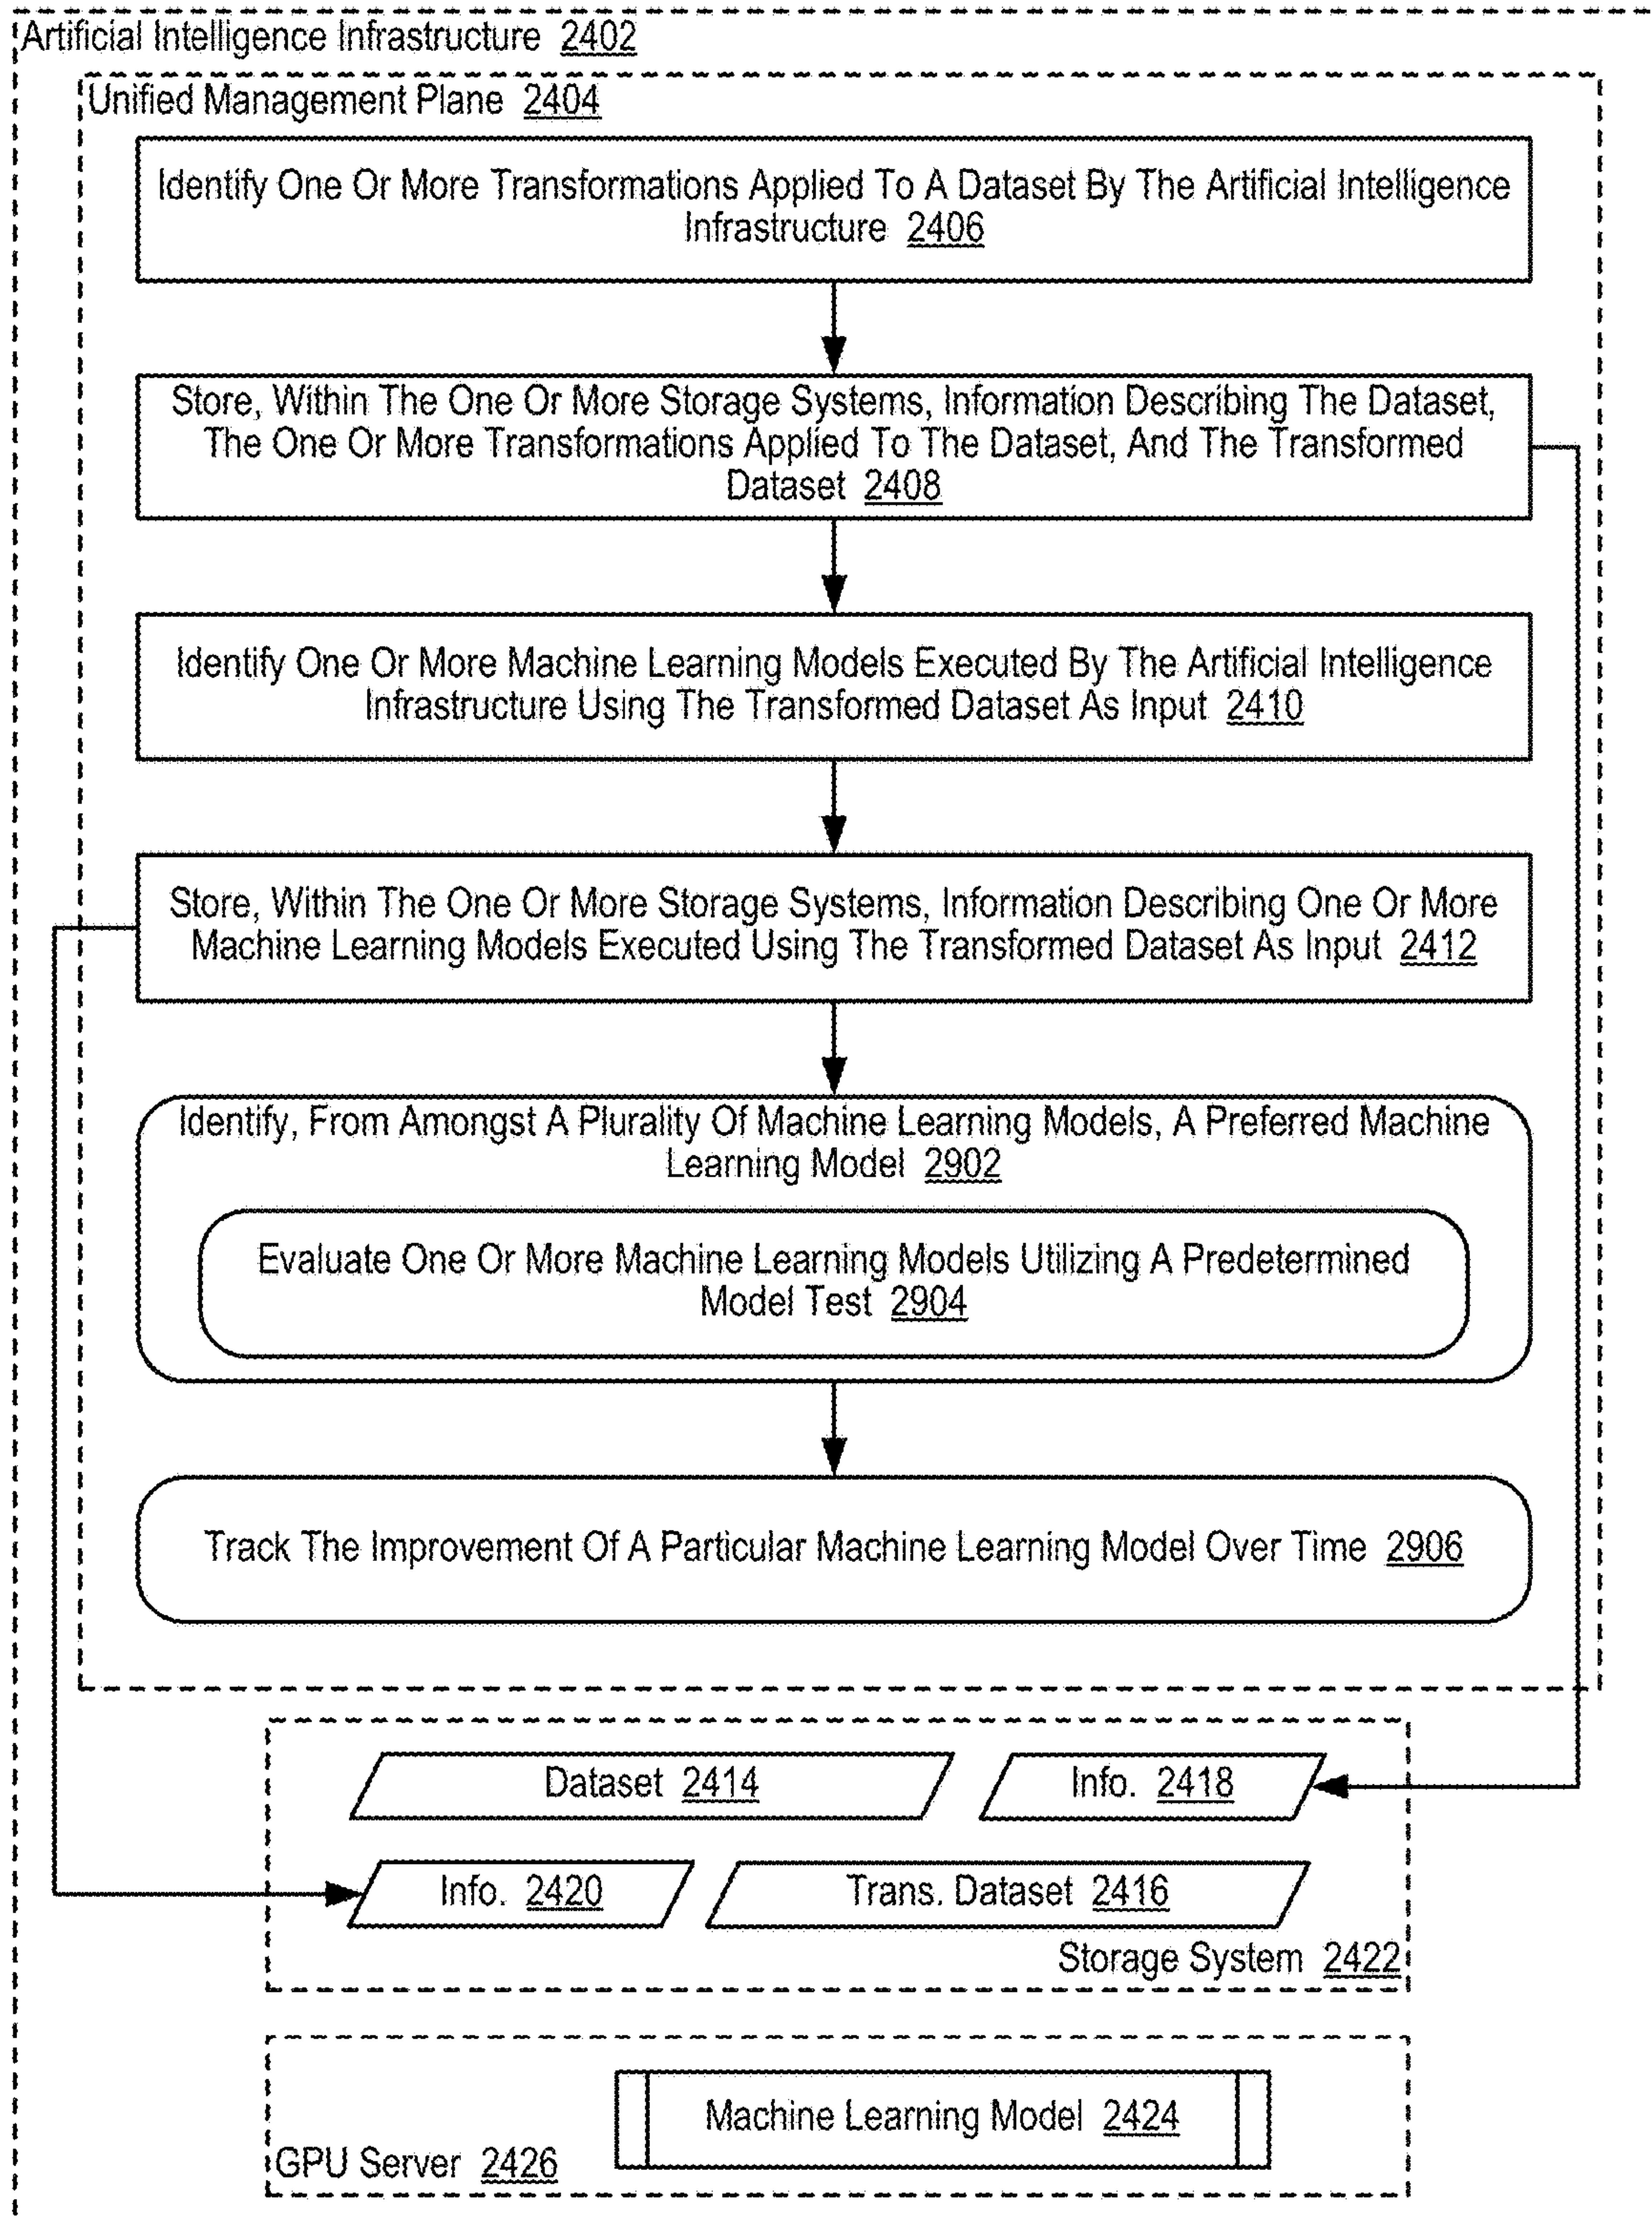 Artificial Intelligence Infrastructure 2402
Unified Management Plane 2404
Identify One Or More Transformations Applied To A Dataset By The Artificial Intelligence
Infrastructure 2406
Store, Within The One Or More Storage Systems, Information Describing The Dataset,
The One Or More Transformations Applied To The Dataset, And The Transformed
Dataset 2408
Identify One Or More Machine Learning Models Executed By The Artificial Intelligence
Infrastructure Using The Transformed Dataset As Input 2410
Store, Within The One Or More Storage Systems, Information Describing One Or More
Machine Learning Models Executed Using The Transformed Dataset As Input 2412
Identify, From Amongst A Plurality Of Machine Learning Models, A Preferred Machine
Learning Model 2902
Evaluate One Or More Machine Learning Models Utilizing A Predetermined
Model Test 2904
Track The Improvement Of A Particular Machine Learning Model Over Time 2906
Dataset 2414
Info. 2418
Info. 2420
Trans. Dataset 2416
Storage System 2422
Machine Learning Model 2424
GPU Server 2426